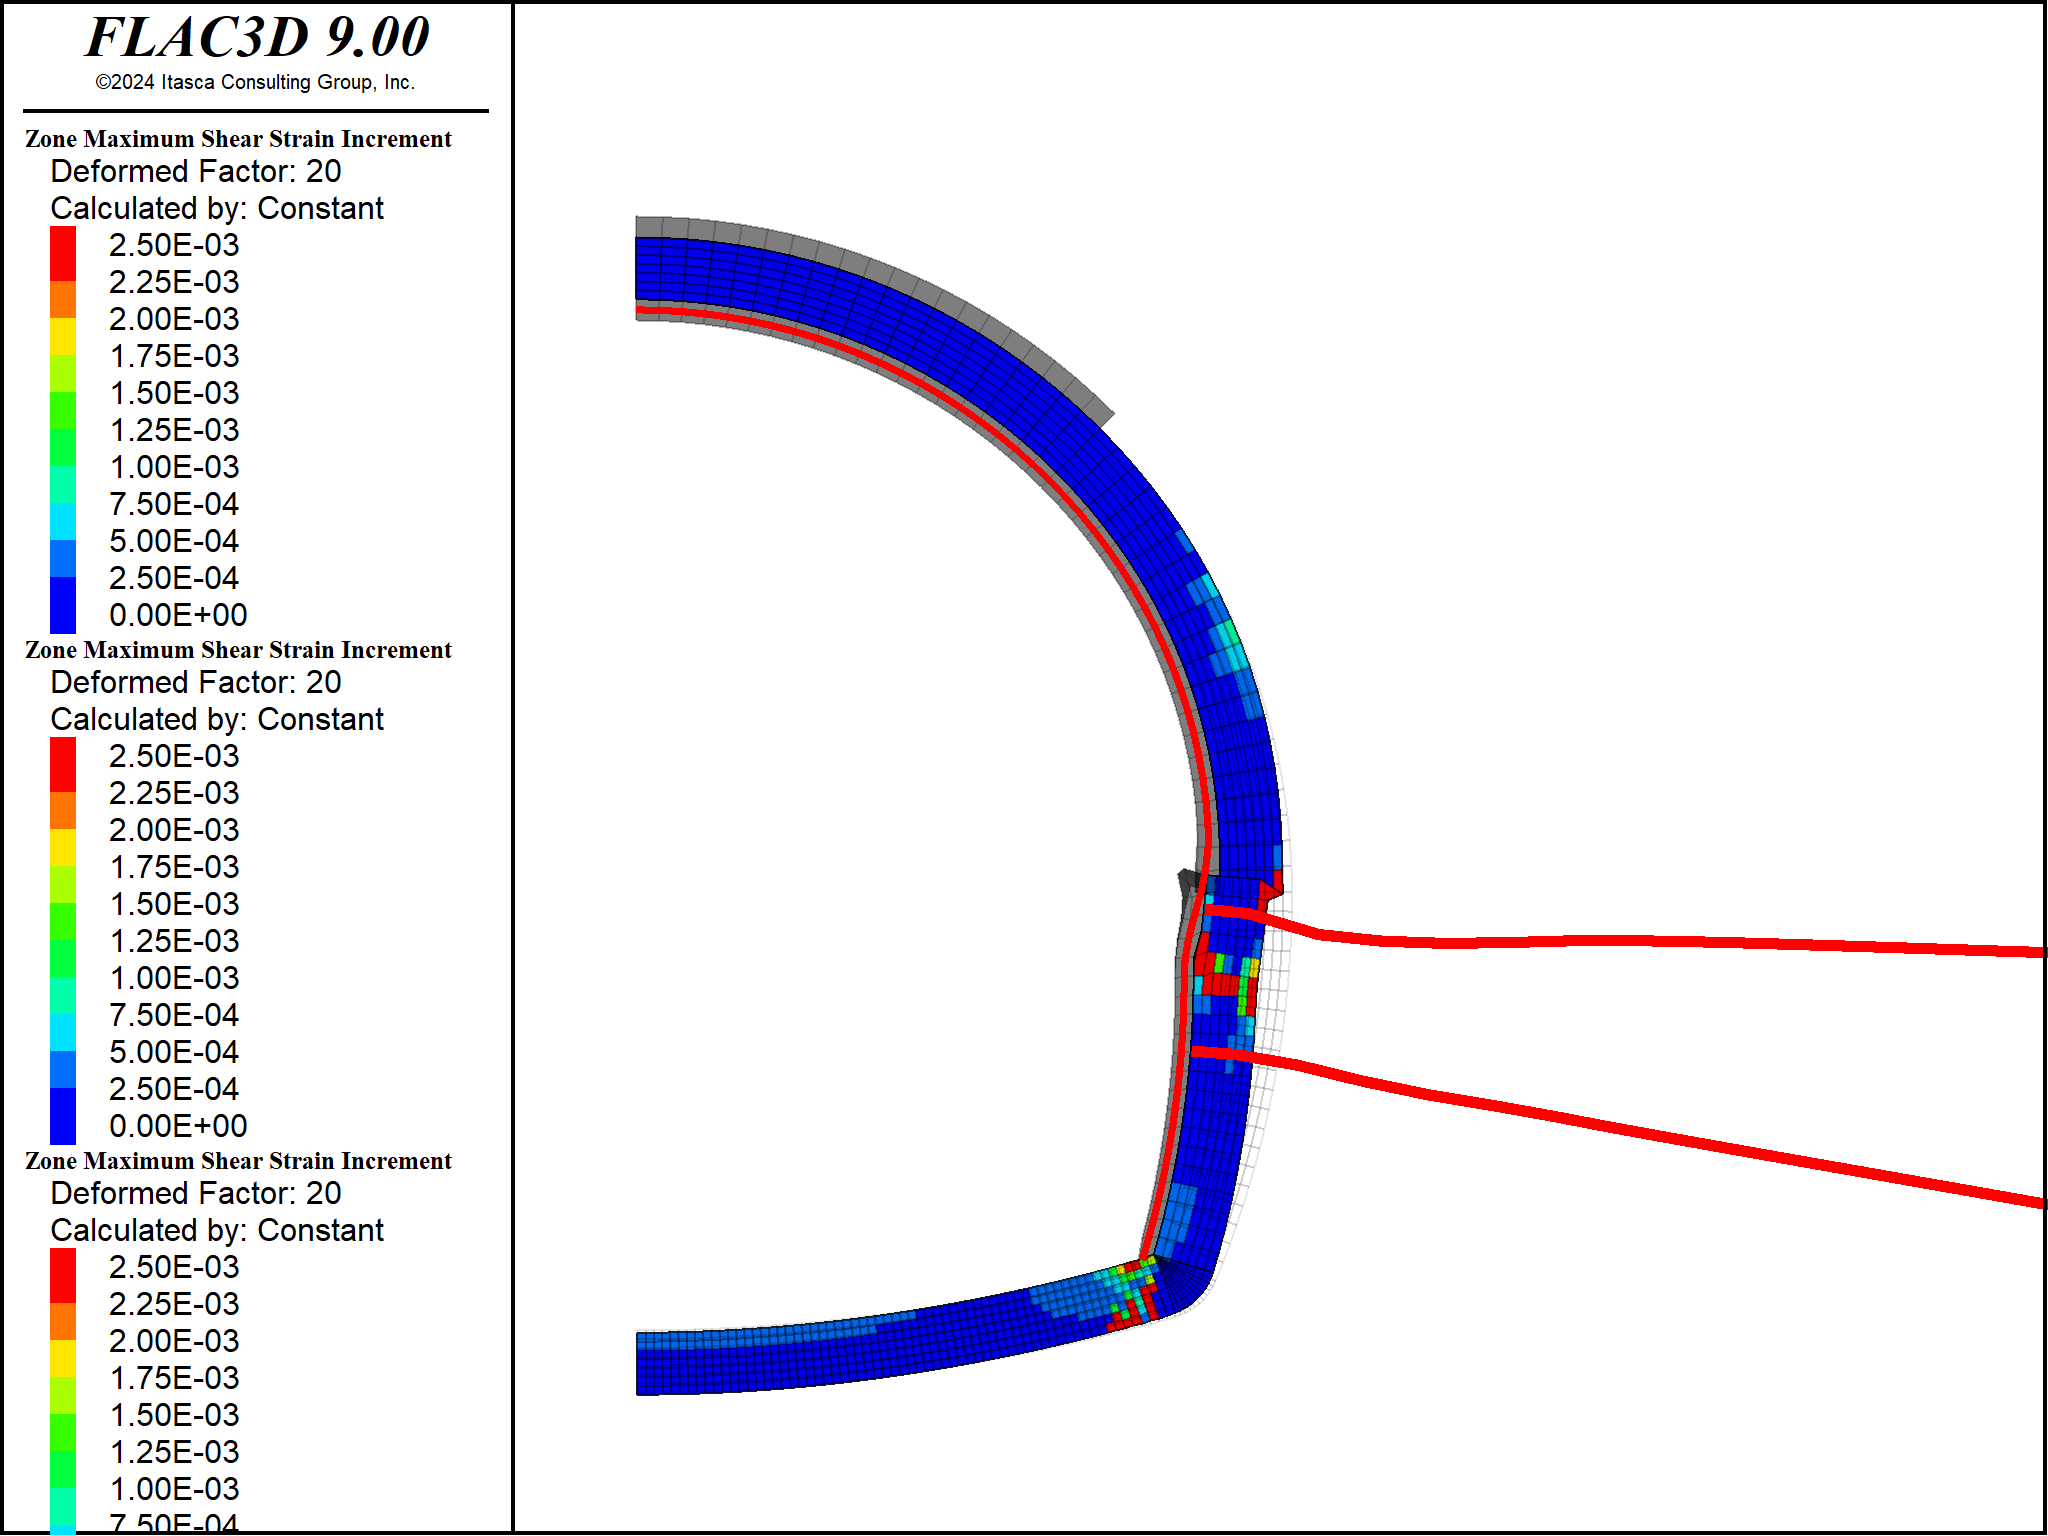 FLAC3D 9.00
©2024 Itasca Consulting Group, Inc.
Zone Maximum Shear Strain Increment
Deformed Factor: 20
Calculated by: Constant
2.50E-03
2.25E-03
2.00E-03
1.75E-03
1.50E-03
1.25E-03
1.00E-03
7.50E-04
5.00E-04
2.50E-04
0.00E+00
Zone Maximum Shear Strain Increment
Deformed Factor: 20
Calculated by: Constant
2.50E-03
2.25E-03
2.00E-03
1.75E-03
1.50E-03
1.25E-03
1.00E-03
7.50E-04
5.00E-04
2.50E-04
0.00E+00
Zone Maximum Shear Strain Increment
Deformed Factor: 20
Calculated by: Constant
2.50E-03
2.25E-03
2.00E-03
1.75E-03
1.50E-03
1.25E-03
1.00E-03
7.50E-04